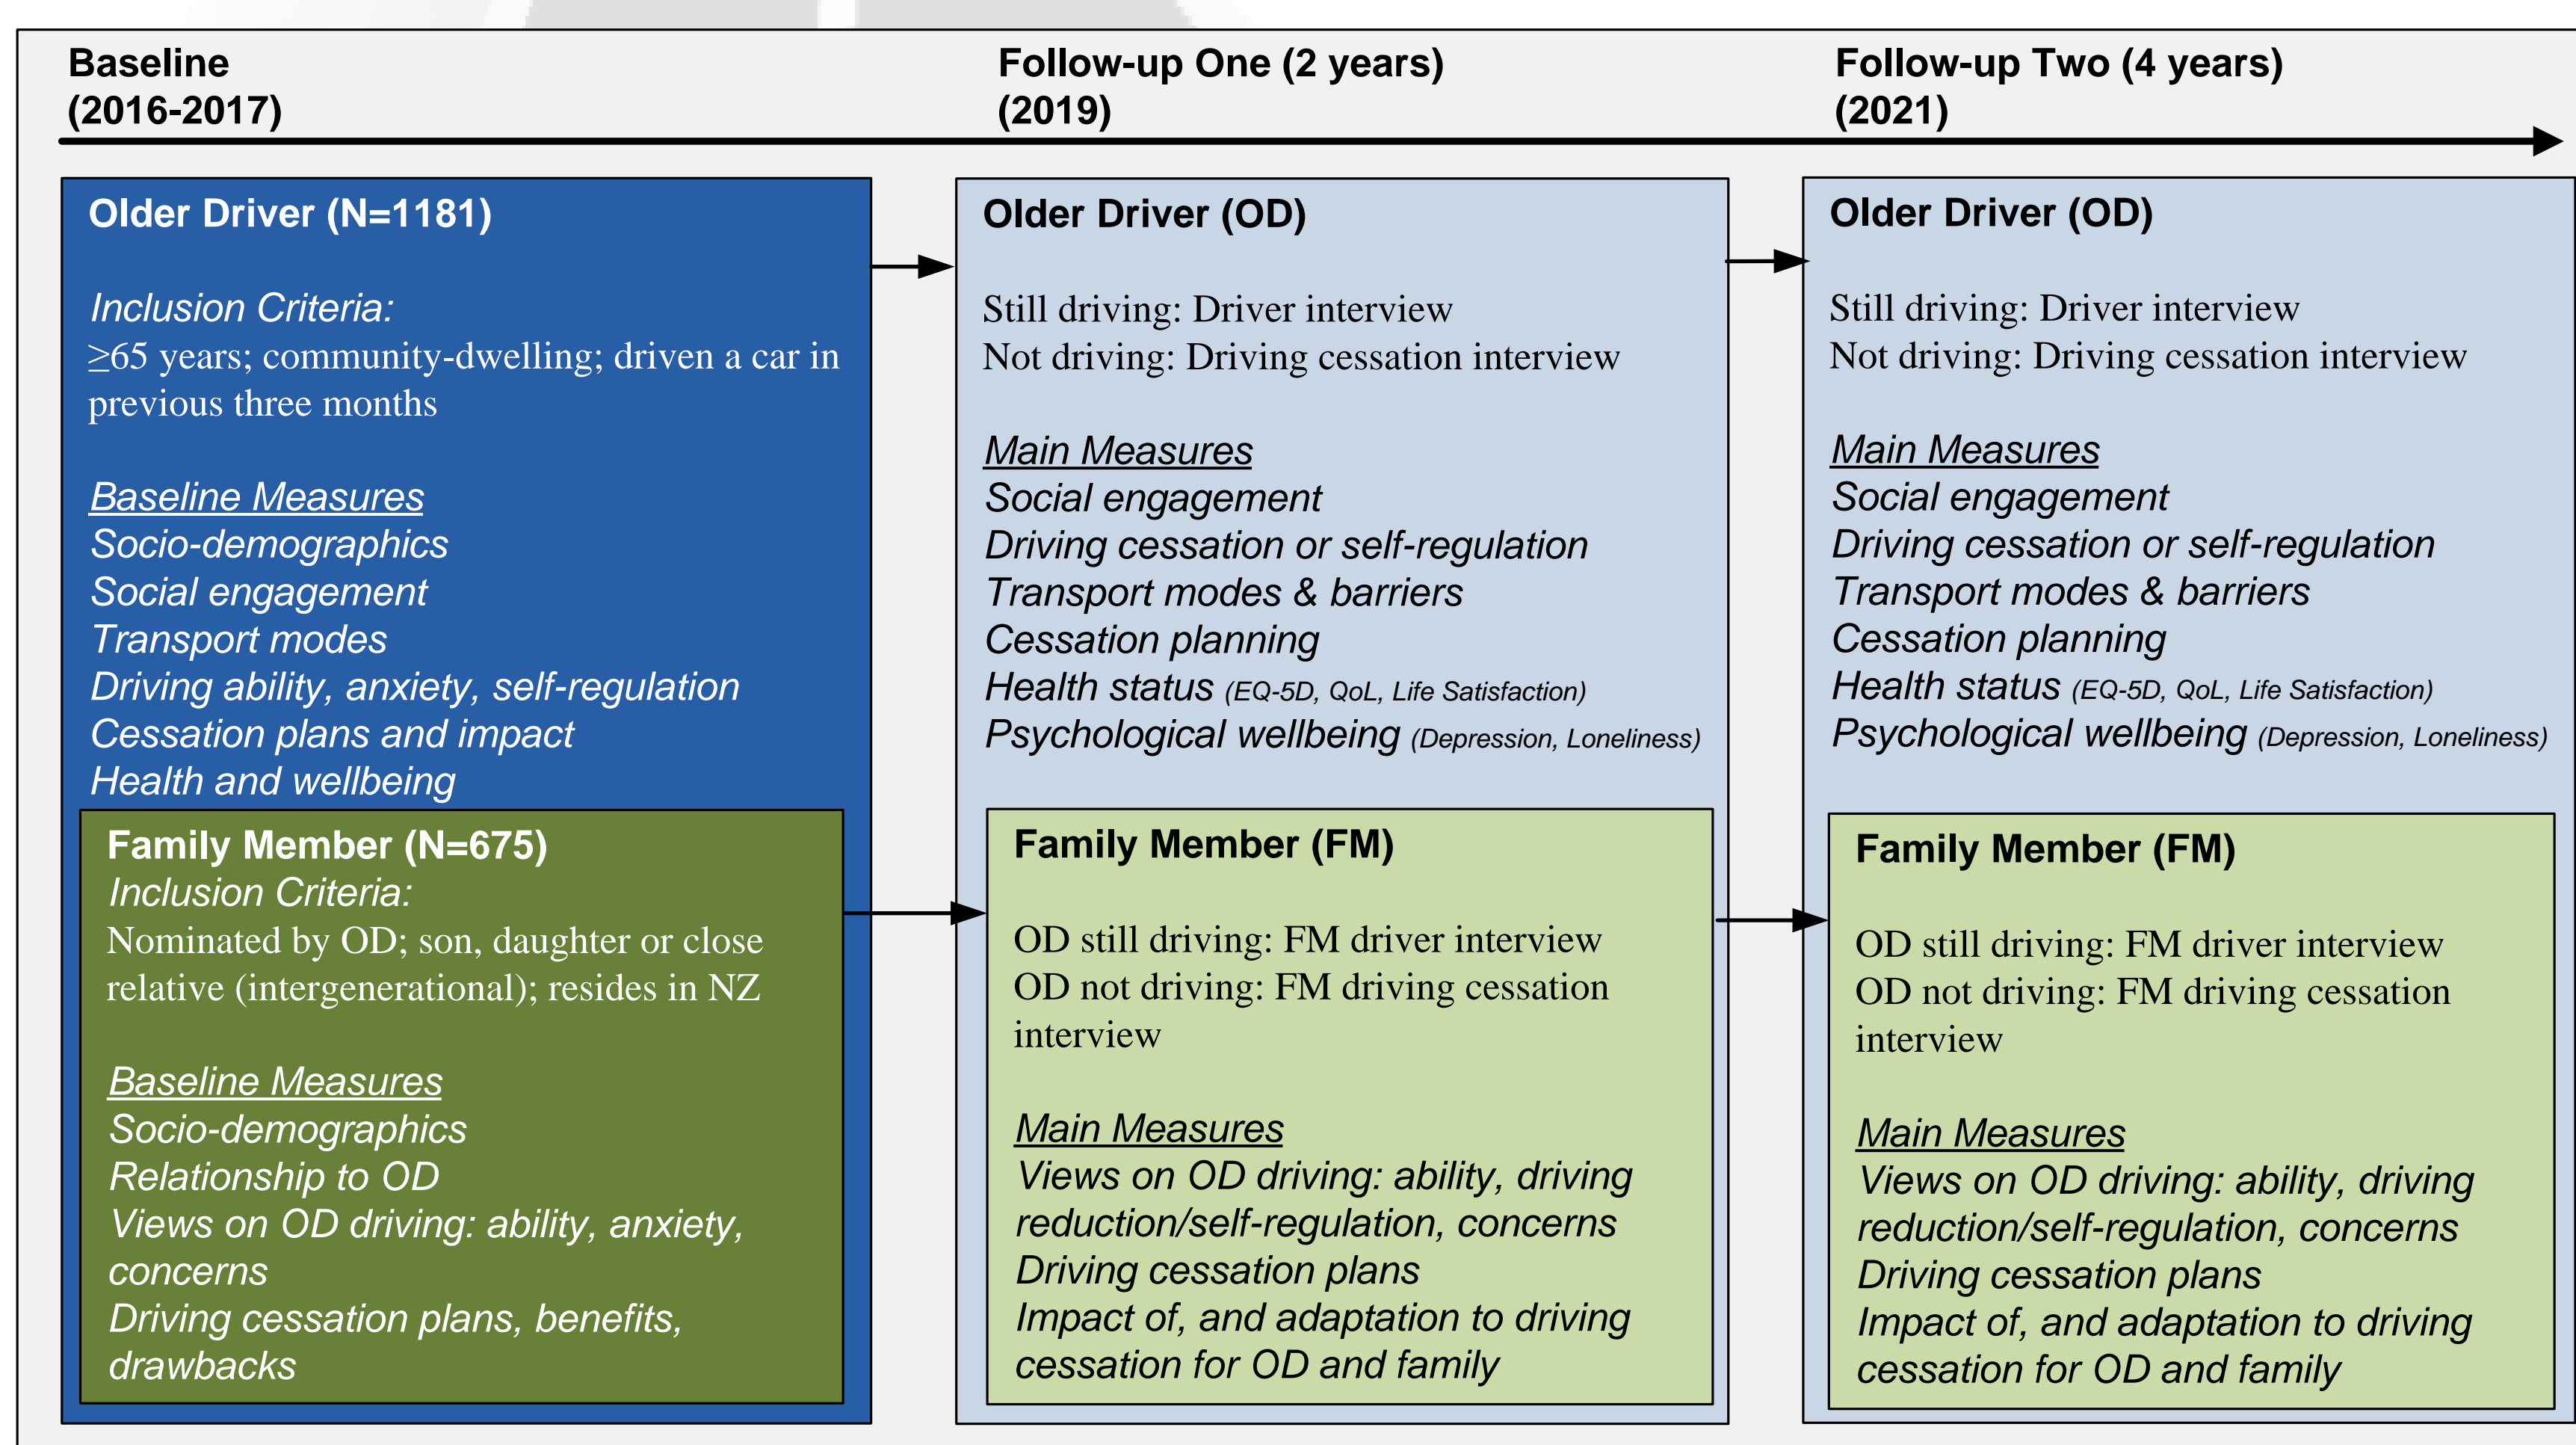 Baseline
(2016-2017)
Follow-up One (2 years)
(2019)
Follow-up Two (4 years)
(2021)
Older Driver (N=1181)
Inclusion Criteria:
≥65 years; community-dwelling; driven a car in
previous three months
Baseline Measures
Socio-demographics
Social engagement
Transport modes
Driving ability, anxiety, self-regulation
Cessation plans and impact
Health and wellbeing
Family Member (N=675)
Inclusion Criteria:
Nominated by OD; son, daughter or close
relative (intergenerational); resides in NZ
Baseline Measures
Socio-demographics
Relationship to OD
Views on OD driving: ability, anxiety,
concerns
Driving cessation plans, benefits,
drawbacks
Older Driver (OD)
Still driving: Driver interview
Not driving: Driving cessation interview
Main Measures
Social engagement
Driving cessation or self-regulation
Transport modes & barriers
Cessation planning
Health status (EQ-5D, QoL, Life Satisfaction)
Psychological wellbeing (Depression, Loneliness)
Family Member (FM)
OD still driving: FM driver interview
OD not driving: FM driving cessation
interview
Main Measures
Views on OD driving: ability, driving
reduction/self-regulation, concerns
Driving cessation plans
Impact of, and adaptation to driving
cessation for OD and family
Older Driver (OD)
Still driving: Driver interview
Not driving: Driving cessation interview
Main Measures
Social engagement
Driving cessation or self-regulation
Transport modes & barriers
Cessation planning
Health status (EQ-5D, QoL, Life Satisfaction)
Psychological wellbeing (Depression, Loneliness)
Family Member (FM)
OD still driving: FM driver interview
OD not driving: FM driving cessation
interview
Main Measures
Views on OD driving: ability, driving
reduction/self-regulation, concerns
Driving cessation plans
Impact of, and adaptation to driving
cessation for OD and family